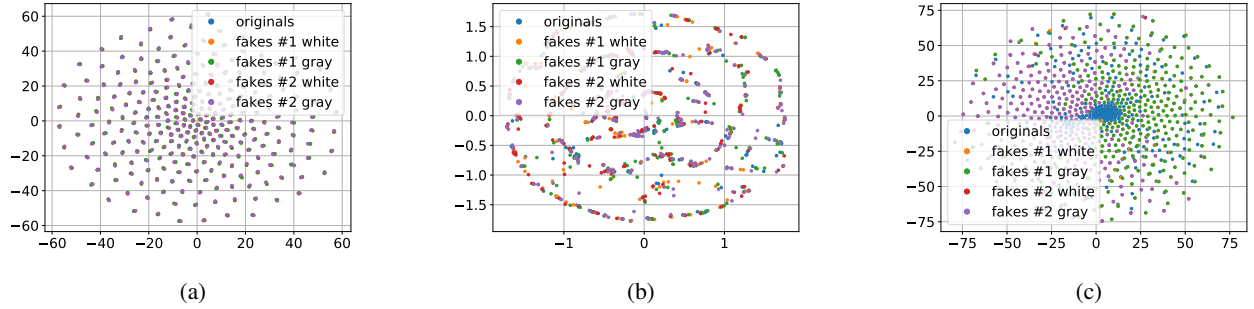 60
40
20
0
−20
−40
−60
−60 −40 −20 0 20 40 60
originals
fakes #1 white
fakes #1 gray
fakes #2 white
fakes #2 gray
(a)
1.5
1.0
0.5
0.0
−0.5
−1.0
−1.5
−1 0 1
originals
fakes #1 white
fakes #1 gray
fakes #2 white
fakes #2 gray
(b)
75
50
25
0
−25
−50
−75
−75 −50 −25 0 25 50 75
originals
fakes #1 white
fakes #1 gray
fakes #2 white
fakes #2 gray
(c)